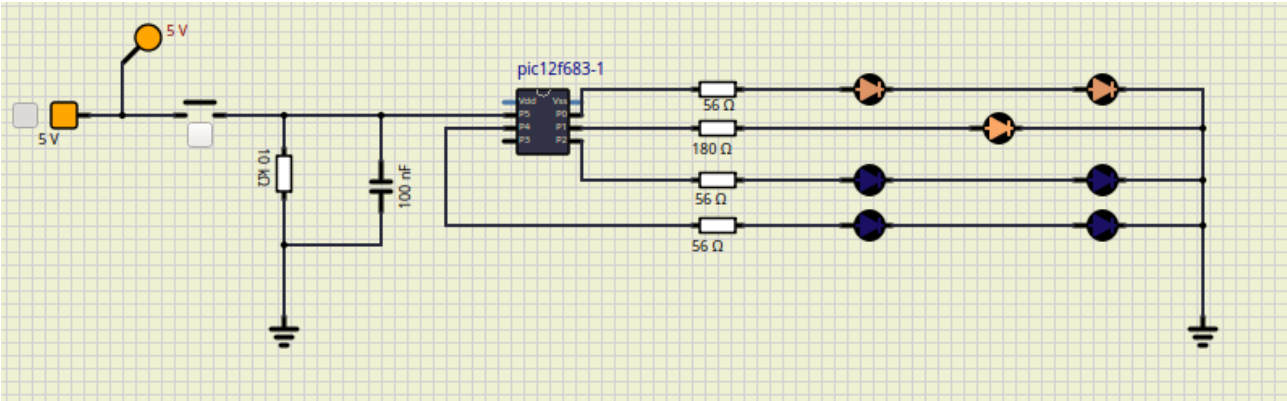 5 V
5 V
10 kΩ
100 nF
pic12f683-1
Vdd
Vss
P5
P0
P4
P1
P3
P2
56 Ω
180 Ω
56 Ω
56 Ω